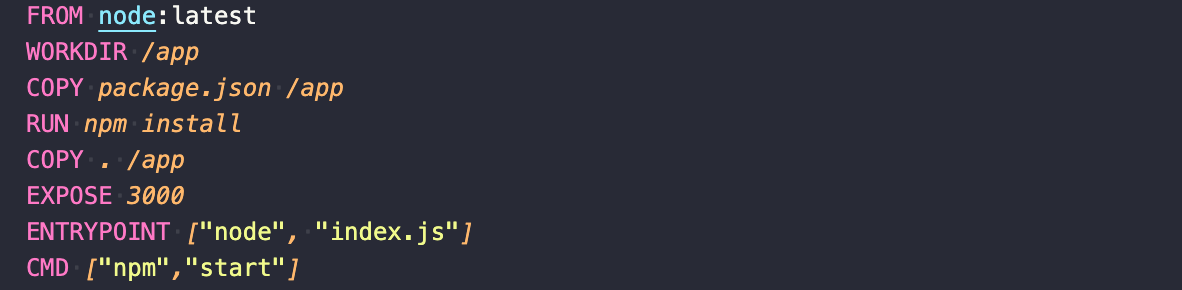 FROM node:latest
WORKDIR /app
COPY package.json /app
RUN npm install
COPY . /app
EXPOSE 3000
ENTRYPOINT ["node", "index.js"]
CMD ["npm","start"]